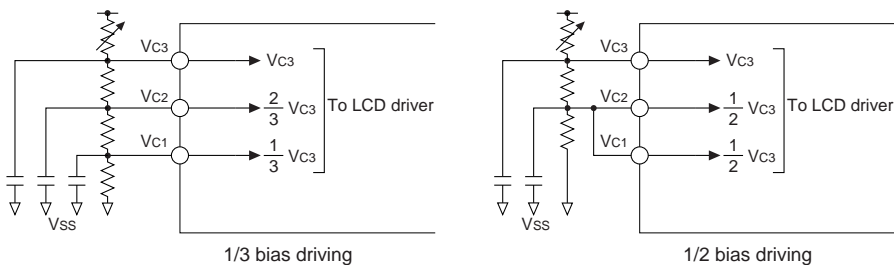 VC3
VC3
VC2
2/3 VC3
To LCD driver
VC1
1/3 VC3
VSS
1/3 bias driving
VC3
VC3
VC2
1/2 VC3
To LCD driver
VC1
1/2 VC3
VSS
1/2 bias driving